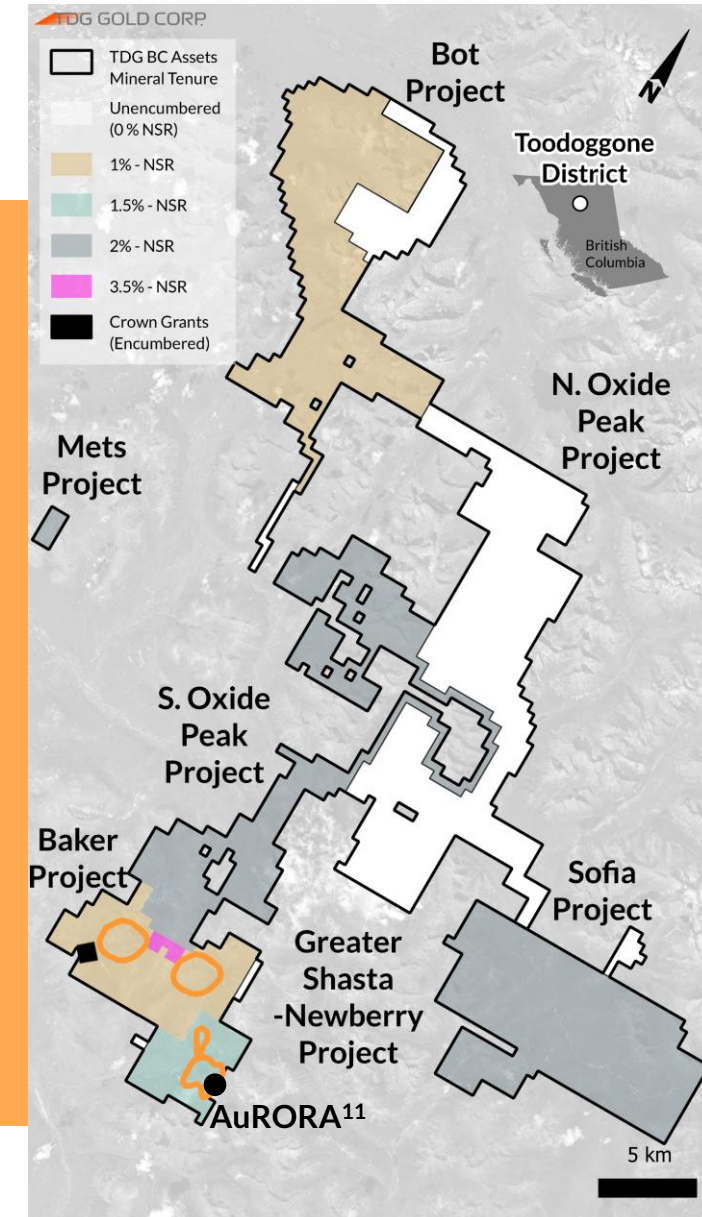 TDG GOLD CORP.
TDG BC Assets
Mineral Tenure
Unencumbered
(0 % NSR)
1% - NSR
1.5% - NSR
2% - NSR
3.5% - NSR
Crown Grants
(Encumbered)
Bot
Project
N
Toodoggone
District
British
Columbia
N. Oxide
Peak
Project
Mets
Project
S. Oxide
Peak
Project
Baker
Project
Sofia
Project
Greater
Shasta
-Newberry
Project
AuRORA¹¹
5 km